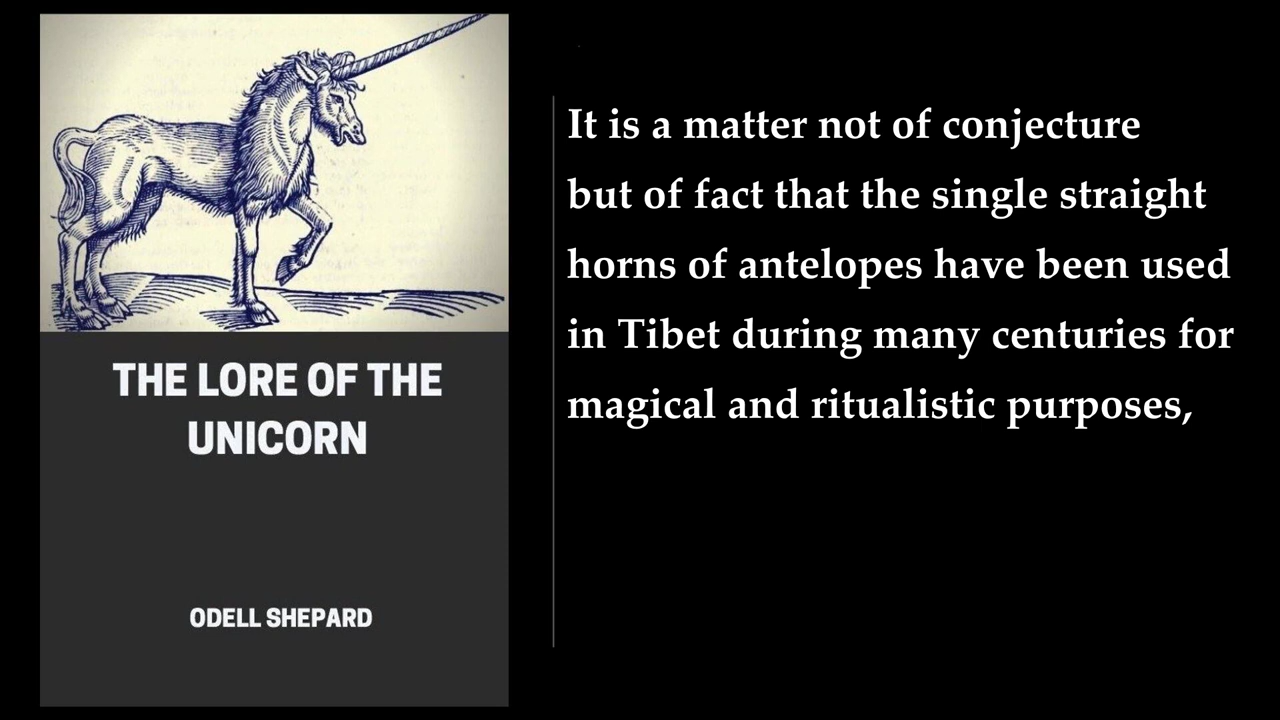 THE LORE OF THE
UNICORN
ODELL SHEPARD
It is a matter not of conjecture
but of fact that the single straight
horns of antelopes have been used
in Tibet during many centuries for
magical and ritualistic purposes,